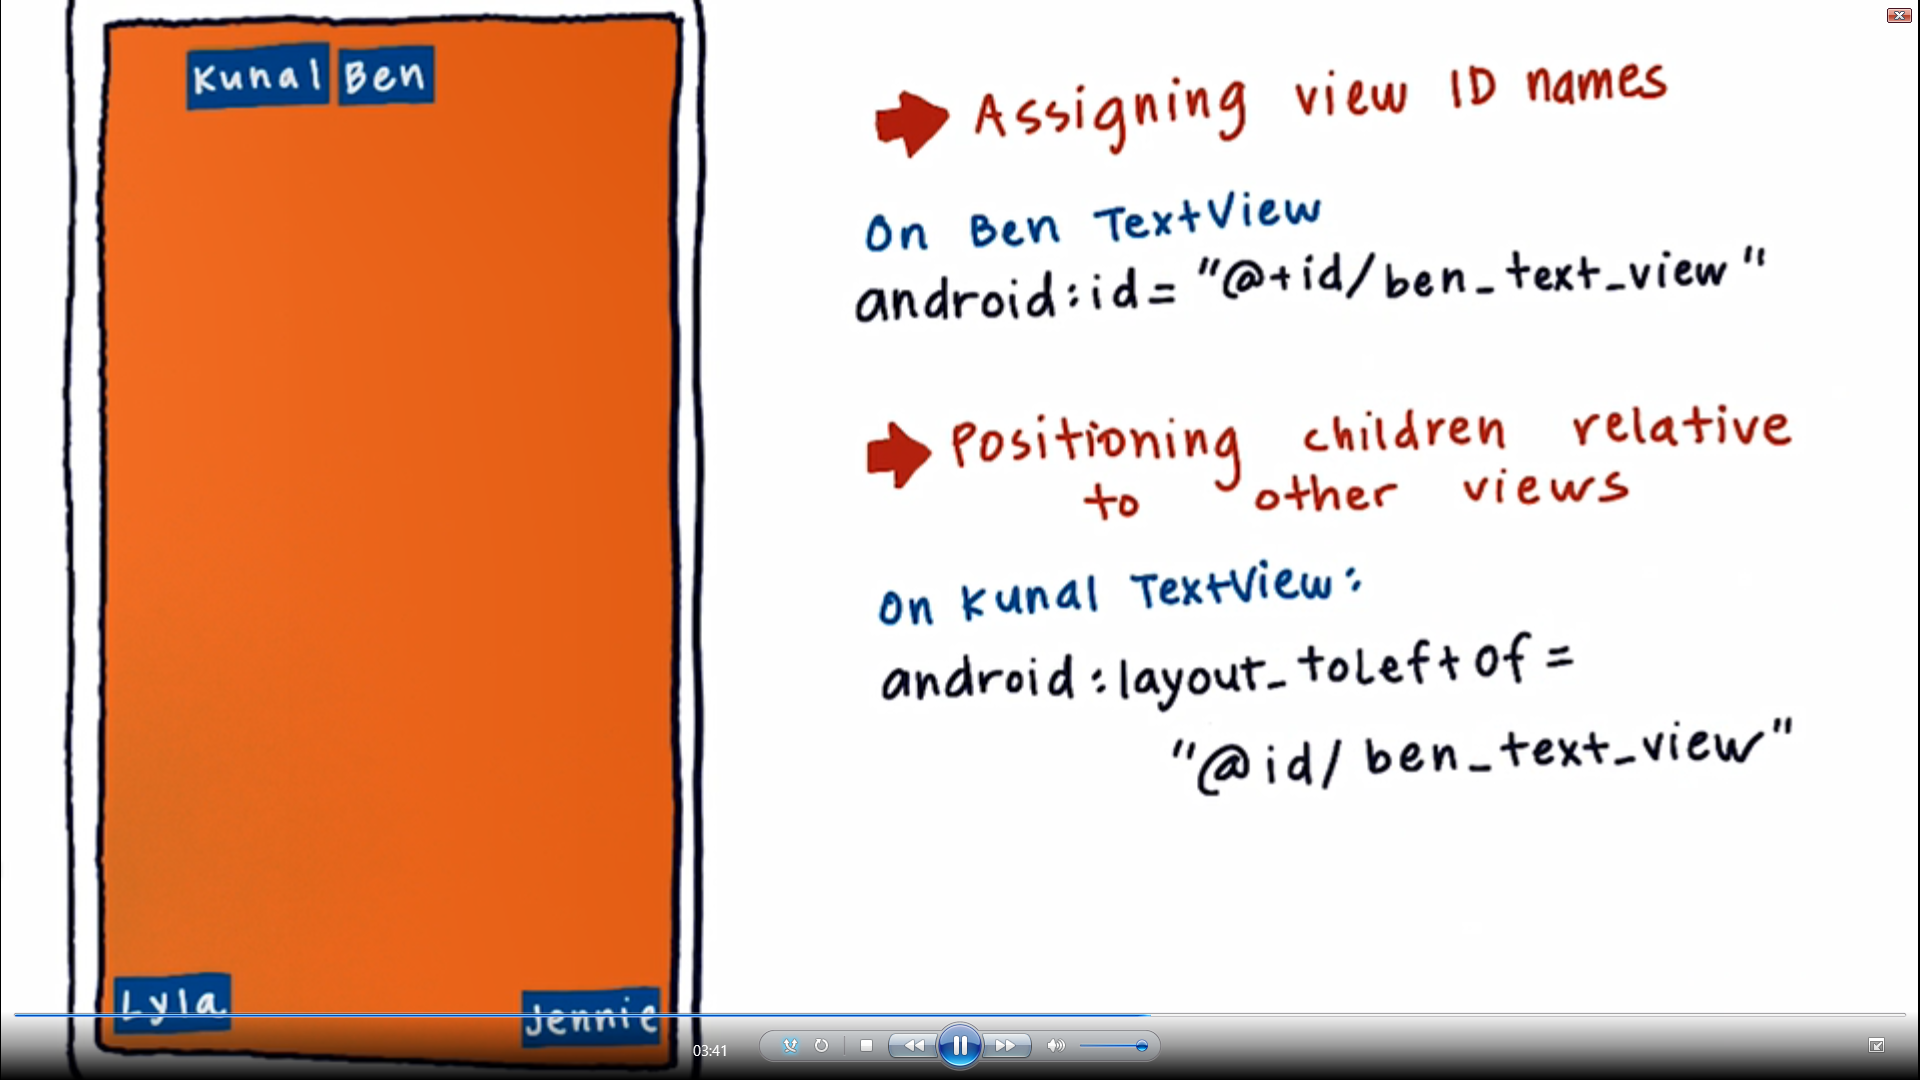 Kunal Ben
Assigning view ID names
On Ben TextView
android:id= "@+id/ben_text_view"
Positioning children relative
to other views
On Kunal TextView:
android:layout_toLeftOf=
"@id/ben_text_view"
Lyla
Jennie
03:41